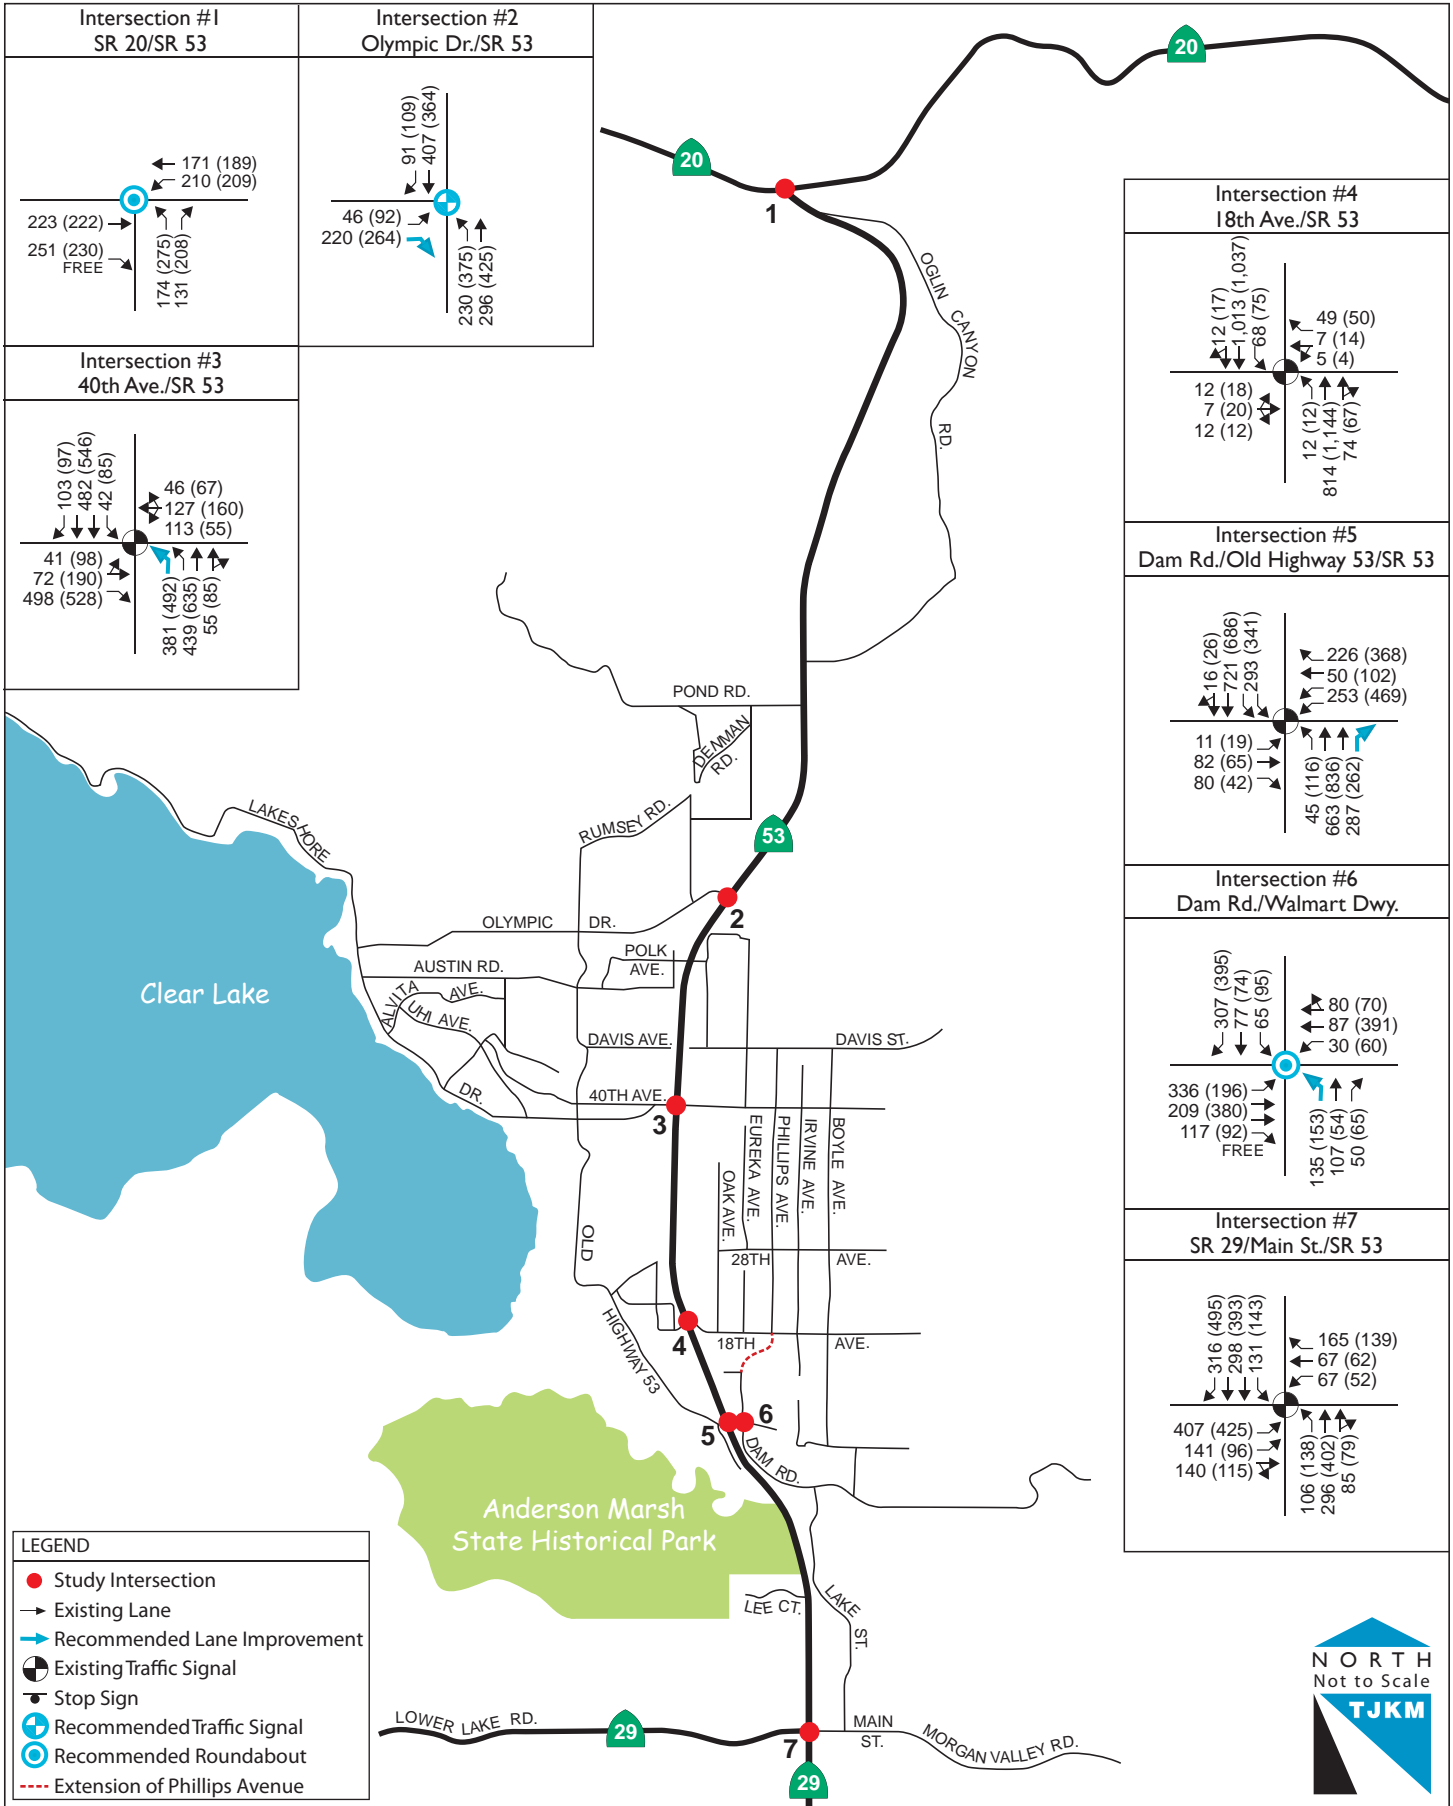 Intersection #1
SR 20/SR 53
171 (189)
210 (209)
223 (222)
251 (230)
FREE
174 (275)
131 (208)
Intersection #2
Olympic Dr./SR 53
91 (109)
407 (364)
46 (92)
220 (264)
230 (375)
296 (425)
Intersection #3
40th Ave./SR 53
103 (97)
482 (546)
42 (85)
46 (67)
127 (160)
113 (55)
41 (98)
72 (190)
498 (528)
381 (492)
439 (635)
55 (85)
Intersection #4
18th Ave./SR 53
12 (17)
1,013 (1,037)
68 (75)
49 (50)
7 (14)
5 (4)
12 (18)
7 (20)
12 (12)
12 (12)
814 (1,144)
74 (67)
Intersection #5
Dam Rd./Old Highway 53/SR 53
16 (26)
721 (686)
293 (341)
226 (368)
50 (102)
253 (469)
11 (19)
82 (65)
80 (42)
45 (116)
663 (836)
287 (262)
Intersection #6
Dam Rd./Walmart Dwy.
307 (395)
77 (74)
65 (95)
80 (70)
87 (391)
30 (60)
336 (196)
209 (380)
117 (92)
FREE
135 (153)
107 (54)
50 (65)
Intersection #7
SR 29/Main St./SR 53
316 (495)
298 (393)
131 (143)
165 (139)
67 (62)
67 (52)
407 (425)
141 (96)
140 (115)
106 (138)
296 (402)
85 (79)
20
20
1
OGLIN CANYON RD.
POND RD.
DENMAN
RD.
RUMSEY RD.
53
LAKESHORE
2
OLYMPIC DR.
POLK
AVE.
AUSTIN RD.
ALVITA AVE.
UHI AVE.
Clear Lake
DAVIS AVE.
DAVIS ST.
DR.
40TH AVE.
3
EUREKA AVE.
PHILLIPS AVE.
IRVINE AVE.
BOYLE AVE.
OAK AVE.
OLD
28TH AVE.
HIGHWAY 53
4
18TH AVE.
5
6
DAM RD.
Anderson Marsh
State Historical Park
LEE CT.
LAKE ST.
LOWER LAKE RD.
29
7
MAIN
ST.
MORGAN VALLEY RD.
29
LEGEND
Study Intersection
Existing Lane
Recommended Lane Improvement
Existing Traffic Signal
Stop Sign
Recommended Traffic Signal
Recommended Roundabout
Extension of Phillips Avenue
NORTH
Not to Scale
TJKM